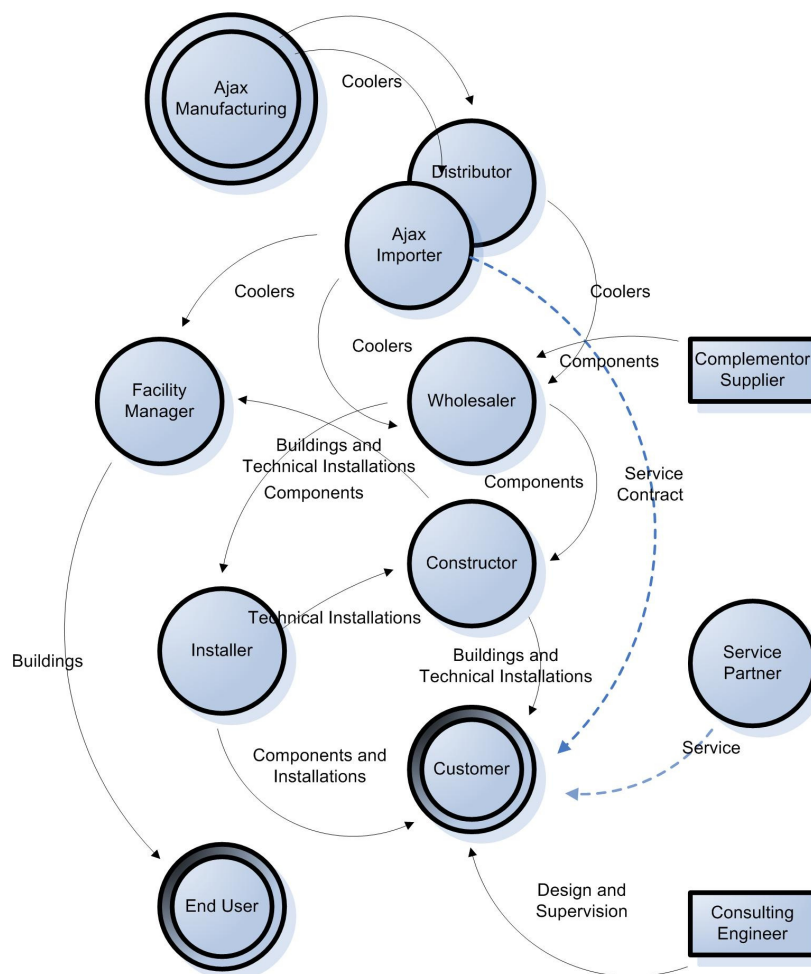 Ajax
Manufacturing
Coolers
Distributor
Ajax
Importer
Coolers
Coolers
Coolers
Components
Complementor
Supplier
Facility
Manager
Wholesaler
Buildings and
Technical Installations
Components
Components
Service
Contract
Constructor
Technical Installations
Installer
Buildings
Buildings and
Technical Installations
Service
Partner
Components and
Installations
Customer
Service
End User
Design and
Supervision
Consulting
Engineer